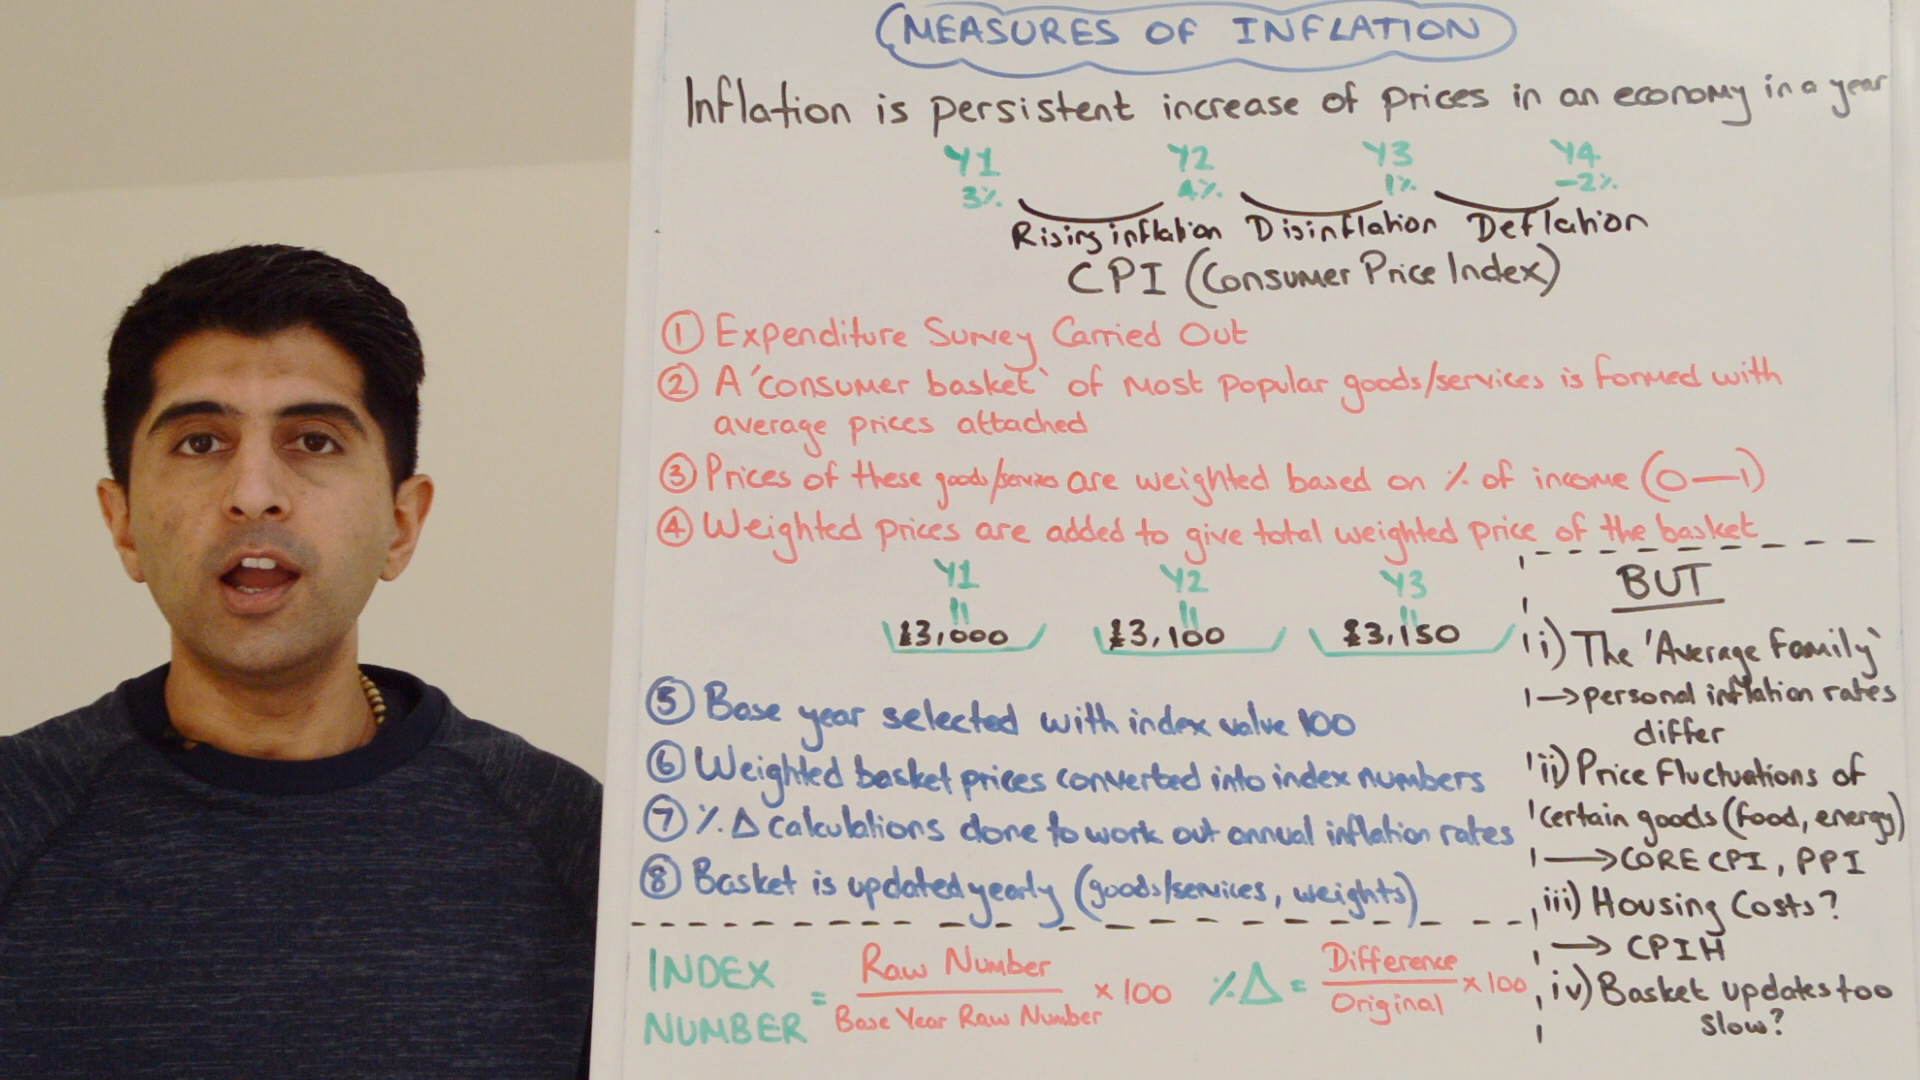 MEASURES OF INFLATION
Inflation is persistent increase of prices in an economy in a year
Y1 Y2 Y3 Y4
3% 4% 1% -2%
Rising inflation Disinflation Deflation
CPI (Consumer Price Index)
① Expenditure Survey Carried Out
② A 'consumer basket' of most popular goods/services is formed with
average prices attached
③ Prices of these goods/services are weighted based on % of income (0—1)
④ Weighted prices are added to give total weighted price of the basket
Y1 Y2 Y3
£3,000 £3,100 £3,150
⑤ Base year selected with index value 100
⑥ Weighted basket prices converted into index numbers
⑦ %Δ calculations done to work out annual inflation rates
⑧ Basket is updated yearly (goods/services, weights)
BUT
i) The 'Average Family'
→ personal inflation rates
differ
ii) Price Fluctuations of
certain goods (food, energy)
→ CORE CPI, PPI
iii) Housing Costs?
→ CPIH
iv) Basket updates too
slow?
INDEX NUMBER = Raw Number / Base Year Raw Number × 100
%Δ = Difference / Original × 100